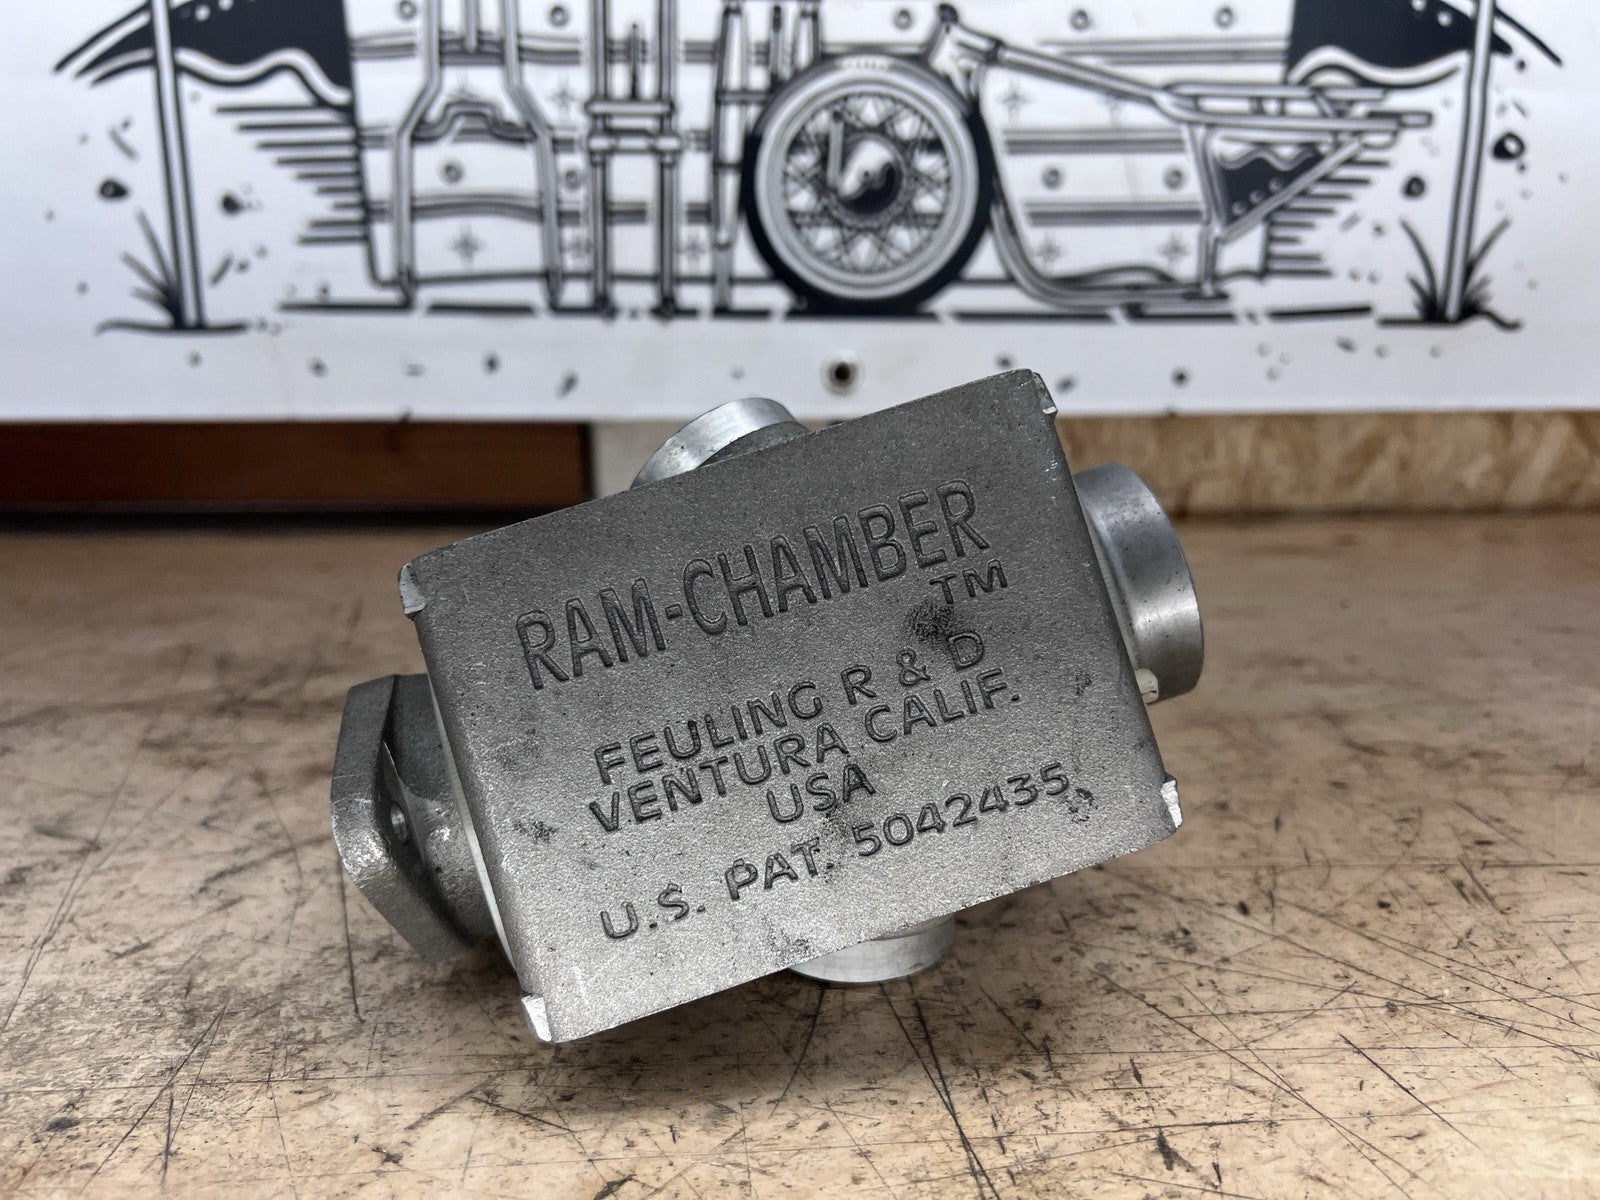 RAM-CHAMBER
TM
FEULING R & D
VENTURA CALIF.
USA
U.S. PAT. 5042435